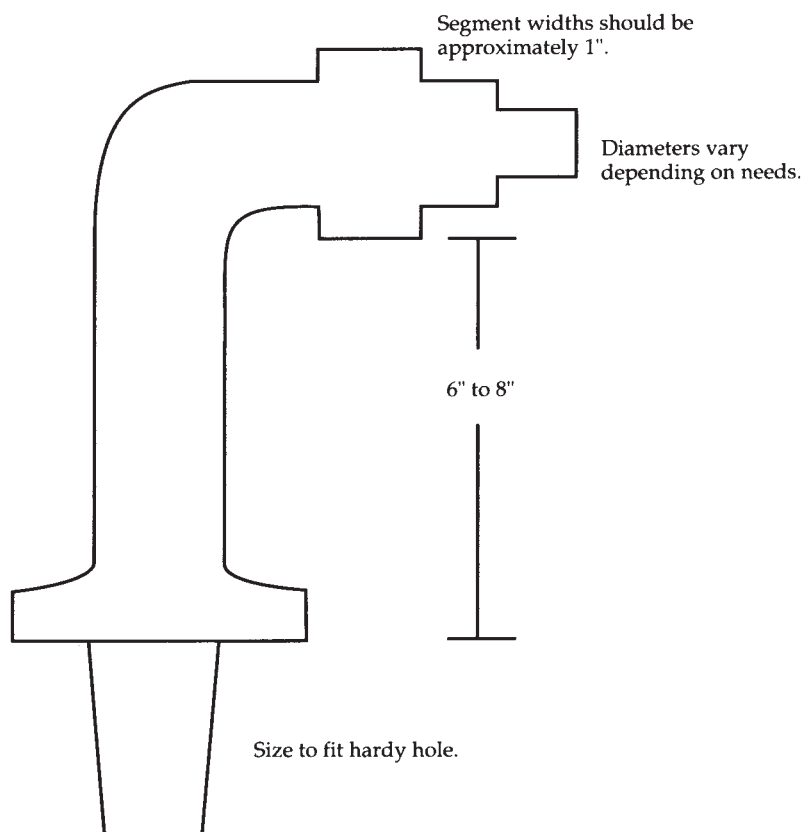 Segment widths should be
approximately 1".
Diameters vary
depending on needs.
6" to 8"
Size to fit hardy hole.